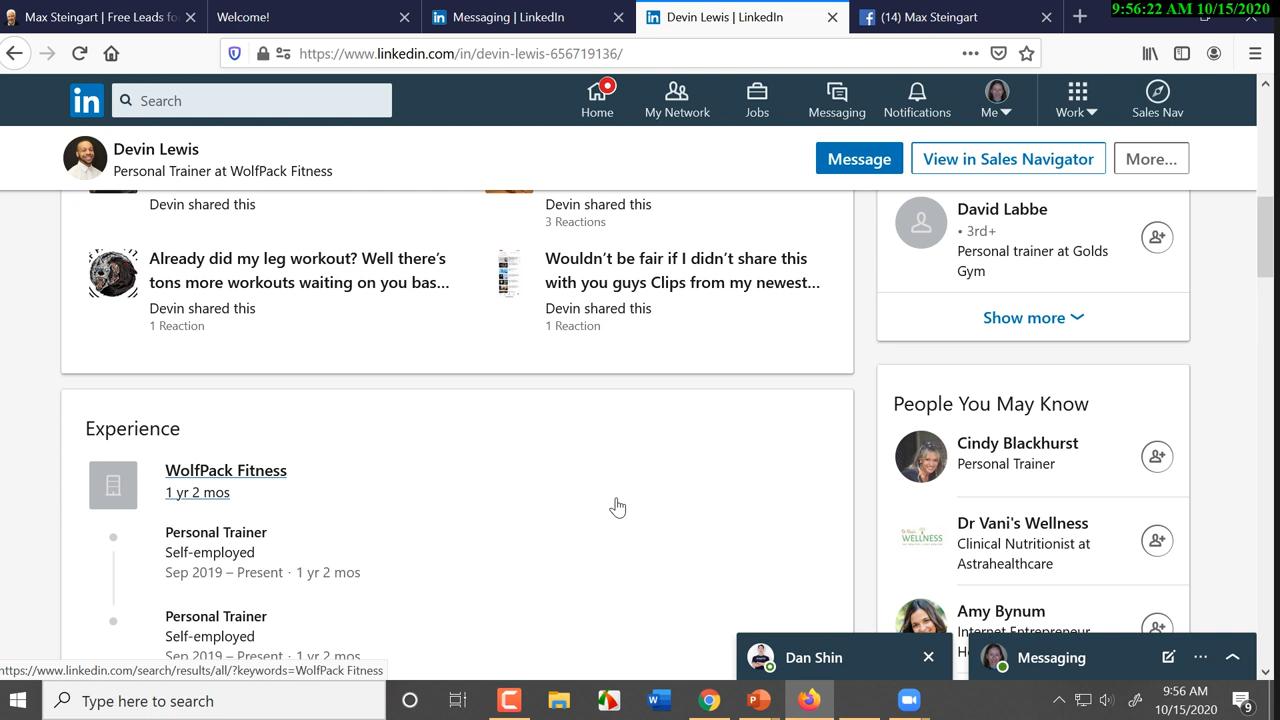 9:56:22 AM 10/15/2020
Max Steingart | Free Leads fo
Welcome!
Messaging | LinkedIn
Devin Lewis | LinkedIn
(14) Max Steingart
https://www.linkedin.com/in/devin-lewis-656719136/
in
Search
Home
My Network
Jobs
Messaging
Notifications
Me
Work
Sales Nav
Devin Lewis
Personal Trainer at WolfPack Fitness
Message
View in Sales Navigator
More...
Devin shared this
Devin shared this
3 Reactions
Already did my leg workout? Well there's
tons more workouts waiting on you bas...
Devin shared this
1 Reaction
Wouldn't be fair if I didn't share this
with you guys Clips from my newest...
Devin shared this
1 Reaction
David Labbe
• 3rd+
Personal trainer at Golds
Gym
Show more
Experience
WolfPack Fitness
1 yr 2 mos
Personal Trainer
Self-employed
Sep 2019 – Present · 1 yr 2 mos
Personal Trainer
Self-employed
Sep 2019 – Present · 1 yr 2 mos
People You May Know
Cindy Blackhurst
Personal Trainer
WELLNESS
Dr Vani's Wellness
Clinical Nutritionist at
Astrahealthcare
Amy Bynum
Internet Entrepreneur
Dan Shin
Messaging
https://www.linkedin.com/search/results/all/?keywords=WolfPack Fitness
Type here to search
9:56 AM
10/15/2020
9